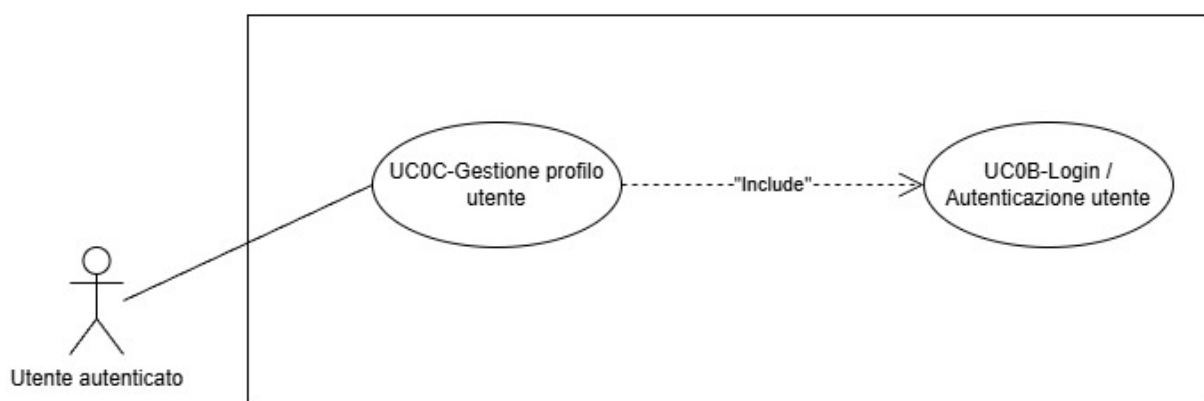 UC0C-Gestione profilo
utente
"Include"
UC0B-Login /
Autenticazione utente
Utente autenticato